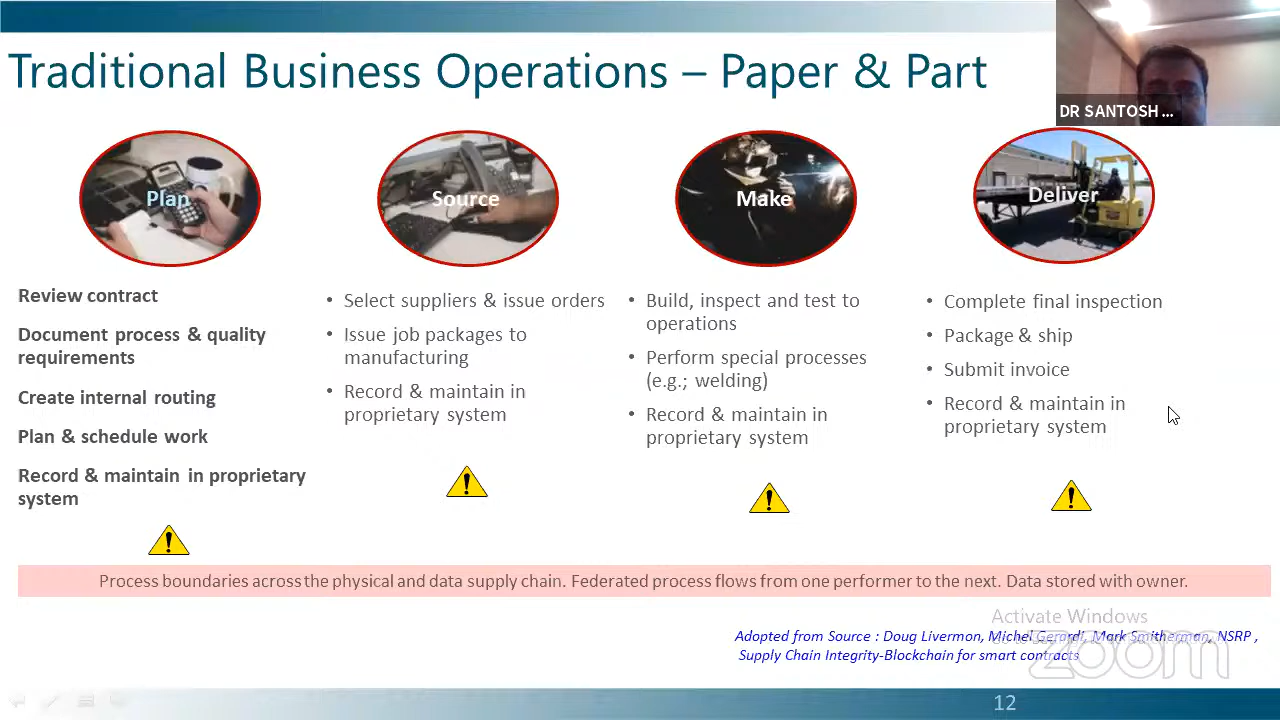 Traditional Business Operations – Paper & Part
DR SANTOSH ...
Plan
Source
Make
Deliver
Review contract
Document process & quality
requirements
Create internal routing
Plan & schedule work
Record & maintain in proprietary
system
• Select suppliers & issue orders
• Issue job packages to
manufacturing
• Record & maintain in
proprietary system
• Build, inspect and test to
operations
• Perform special processes
(e.g.; welding)
• Record & maintain in
proprietary system
• Complete final inspection
• Package & ship
• Submit invoice
• Record & maintain in
proprietary system
Process boundaries across the physical and data supply chain. Federated process flows from one performer to the next. Data stored with owner.
Activate Windows
Adopted from Source : Doug Livermon, Michel Gerardi, Mark Smitherman, NSRP ,
Supply Chain Integrity-Blockchain for smart contracts
zoom
12